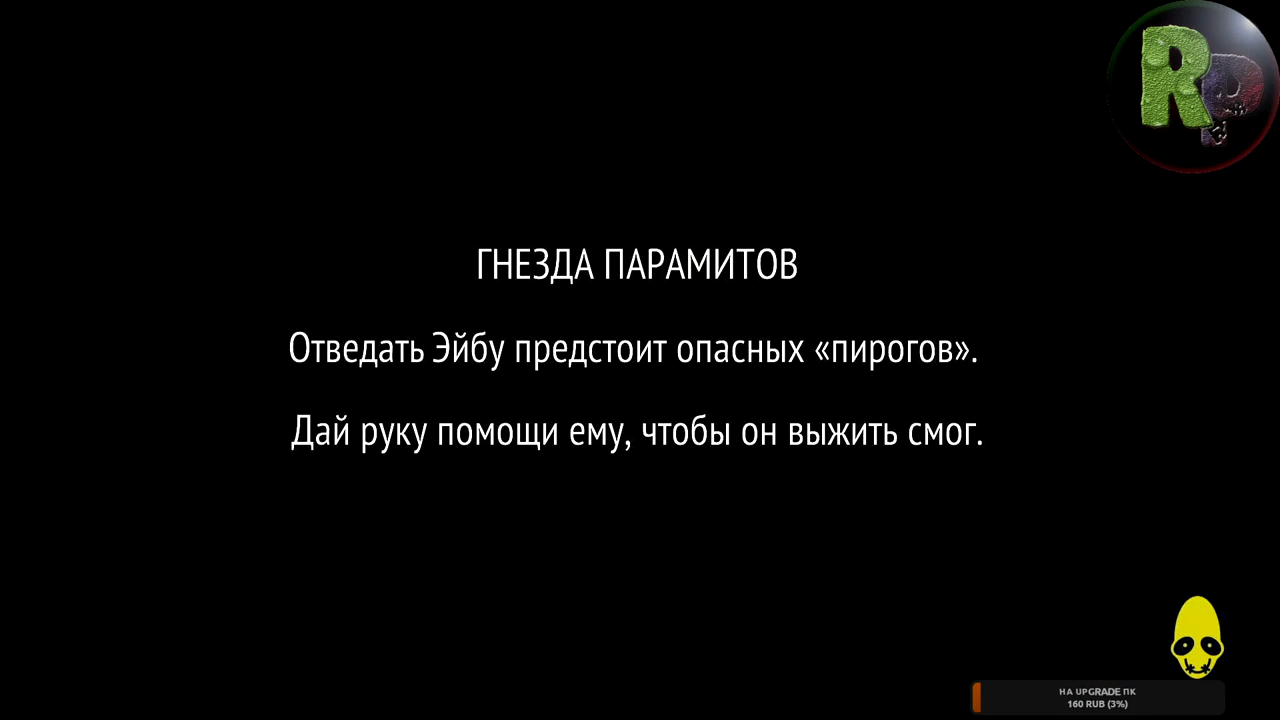 RP
ГНЕЗДА ПАРАМИТОВ
Отведать Эйбу предстоит опасных «пирогов».
Дай руку помощи ему, чтобы он выжить смог.
НА UPGRADE ПК
160 RUB (3%)